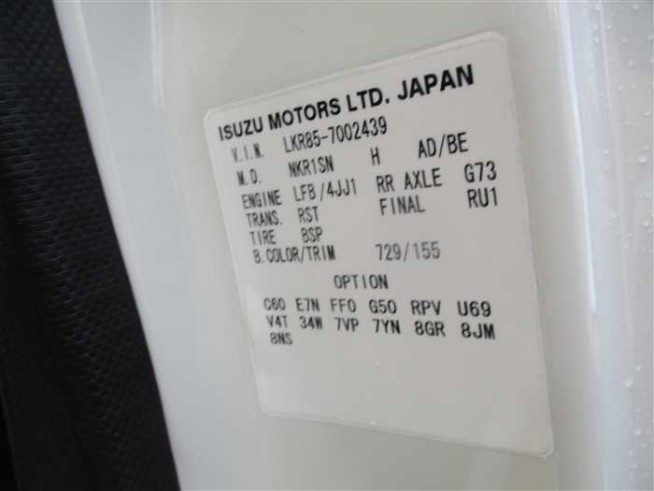 ISUZU MOTORS LTD. JAPAN
V.I.N. LKR85-7002439
M.D. NKR1SN H AD/BE
ENGINE LFB/4JJ1 RR AXLE G73
TRANS. RST FINAL RU1
TIRE BSP
B.COLOR/TRIM 729/155
OPTION
C60 E7N FF0 G50 RPV U69
V4T 34W 7VP 7YN 8GR 8JM
8NS